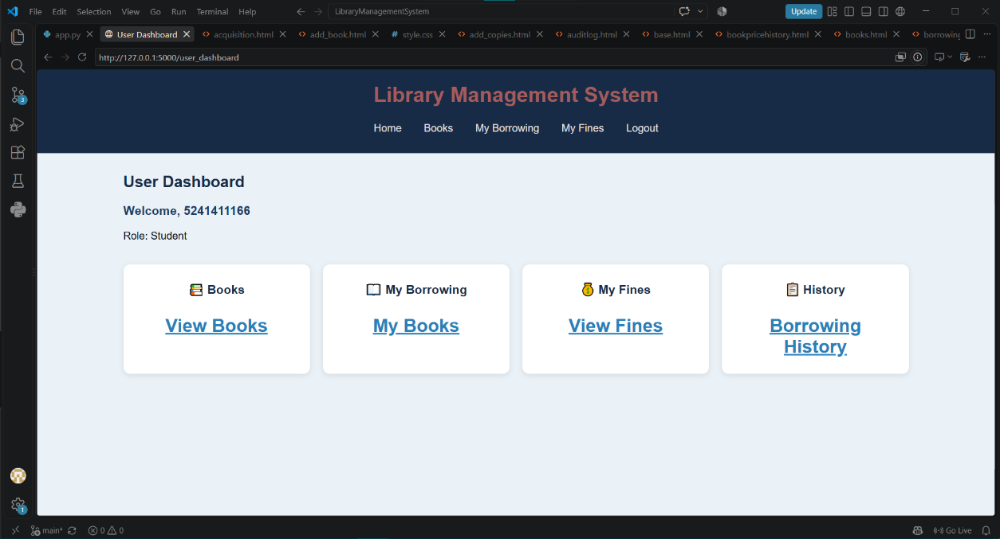 File Edit Selection View Go Run Terminal Help LibraryManagementSystem Update
app.py User Dashboard acquisition.html add_book.html # style.css add_copies.html auditlog.html base.html bookpricehistory.html books.html borrowing
http://127.0.0.1:5000/user_dashboard
Library Management System
Home Books My Borrowing My Fines Logout
User Dashboard
Welcome, 5241411166
Role: Student
Books
View Books
My Borrowing
My Books
My Fines
View Fines
History
Borrowing
History
3
1
main* 0 0 Go Live